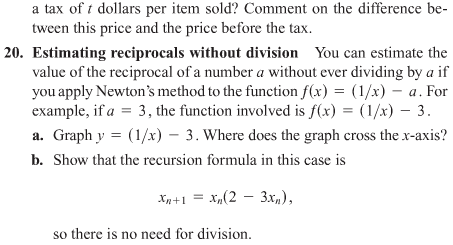 a tax of t dollars per item sold? Comment on the difference be-
tween this price and the price before the tax.
20. Estimating reciprocals without division You can estimate the
value of the reciprocal of a number a without ever dividing by a if
you apply Newton's method to the function f(x) = (1/x) − a. For
example, if a = 3, the function involved is f(x) = (1/x) − 3.
a. Graph y = (1/x) − 3. Where does the graph cross the x-axis?
b. Show that the recursion formula in this case is
xₙ₊₁ = xₙ(2 − 3xₙ),
so there is no need for division.